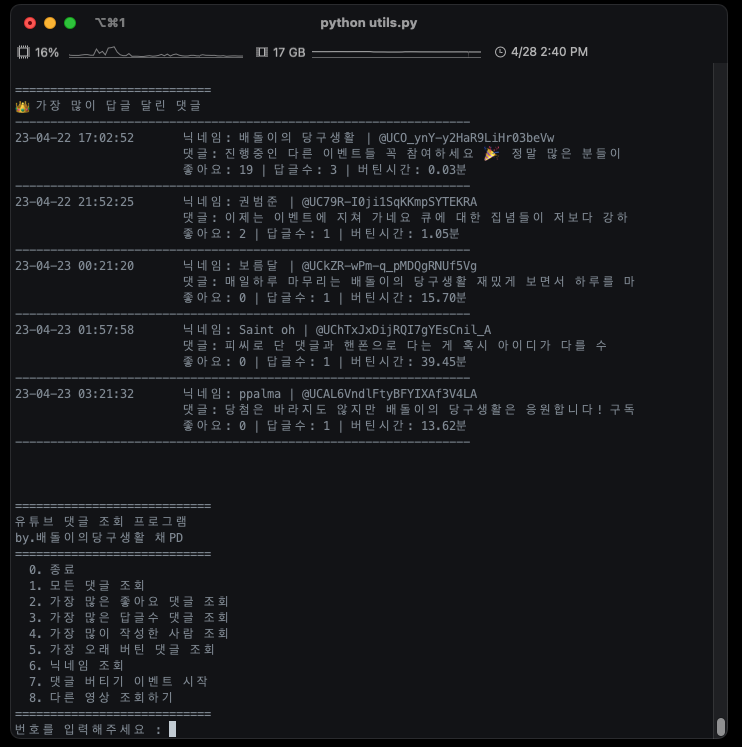 ⌥⌘1 python utils.py
16% 17 GB 4/28 2:40 PM
============================
👑 가장 많이 답글 달린 댓글
-----------------------------------------------------------------
23-04-22 17:02:52 닉네임: 배돌이의 당구생활 | @UCO_ynY-y2HaR9LiHr03beVw
댓글: 진행중인 다른 이벤트들 꼭 참여하세요 🎉 정말 많은 분들이
좋아요: 19 | 답글수: 3 | 버틴시간: 0.03분
-----------------------------------------------------------------
23-04-22 21:52:25 닉네임: 권범준 | @UC79R-I0ji1SqKKmpSYTEKRA
댓글: 이제는 이벤트에 지쳐 가네요 큐에 대한 집념들이 저보다 강하
좋아요: 2 | 답글수: 1 | 버틴시간: 1.05분
-----------------------------------------------------------------
23-04-23 00:21:20 닉네임: 보름달 | @UCkZR-wPm-q_pMDQgRNUf5Vg
댓글: 매일하루 마무리는 배돌이의 당구생활 재밌게 보면서 하루를 마
좋아요: 0 | 답글수: 1 | 버틴시간: 15.70분
-----------------------------------------------------------------
23-04-23 01:57:58 닉네임: Saint oh | @UChTxJxDijRQI7gYEsCnil_A
댓글: 피씨로 단 댓글과 핸폰으로 다는 게 혹시 아이디가 다를 수
좋아요: 0 | 답글수: 1 | 버틴시간: 39.45분
-----------------------------------------------------------------
23-04-23 03:21:32 닉네임: ppalma | @UCAL6VndlFtyBFYIXAf3V4LA
댓글: 당첨은 바라지도 않지만 배돌이의 당구생활은 응원합니다! 구독
좋아요: 0 | 답글수: 1 | 버틴시간: 13.62분
-----------------------------------------------------------------
============================
유튜브 댓글 조회 프로그램
by.배돌이의당구생활 채PD
============================
0. 종료
1. 모든 댓글 조회
2. 가장 많은 좋아요 댓글 조회
3. 가장 많은 답글수 댓글 조회
4. 가장 많이 작성한 사람 조회
5. 가장 오래 버틴 댓글 조회
6. 닉네임 조회
7. 댓글 버티기 이벤트 시작
8. 다른 영상 조회하기
============================
번호를 입력해주세요 :